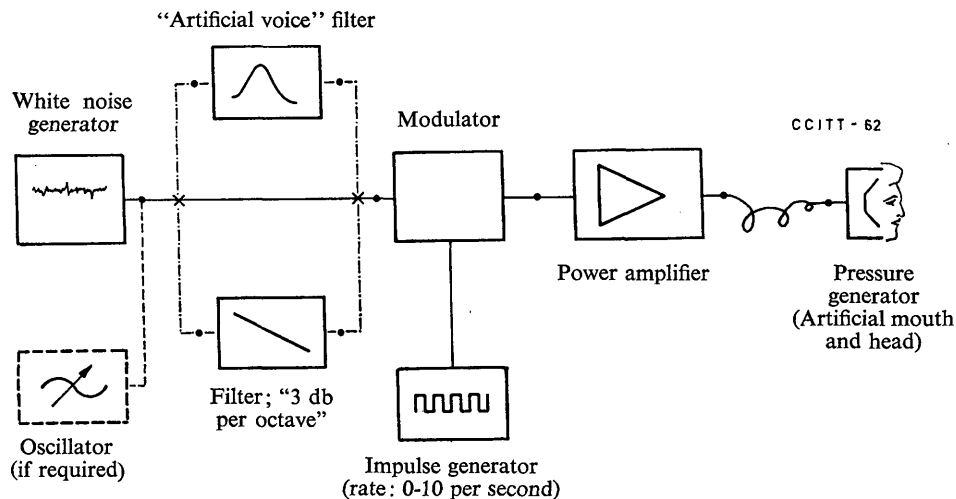 “Artificial voice” filter
White noise
generator
Modulator
CCITT - 62
Power amplifier
Pressure
generator
(Artificial mouth
and head)
Filter; “3 db
per octave”
Oscillator
(if required)
Impulse generator
(rate: 0-10 per second)